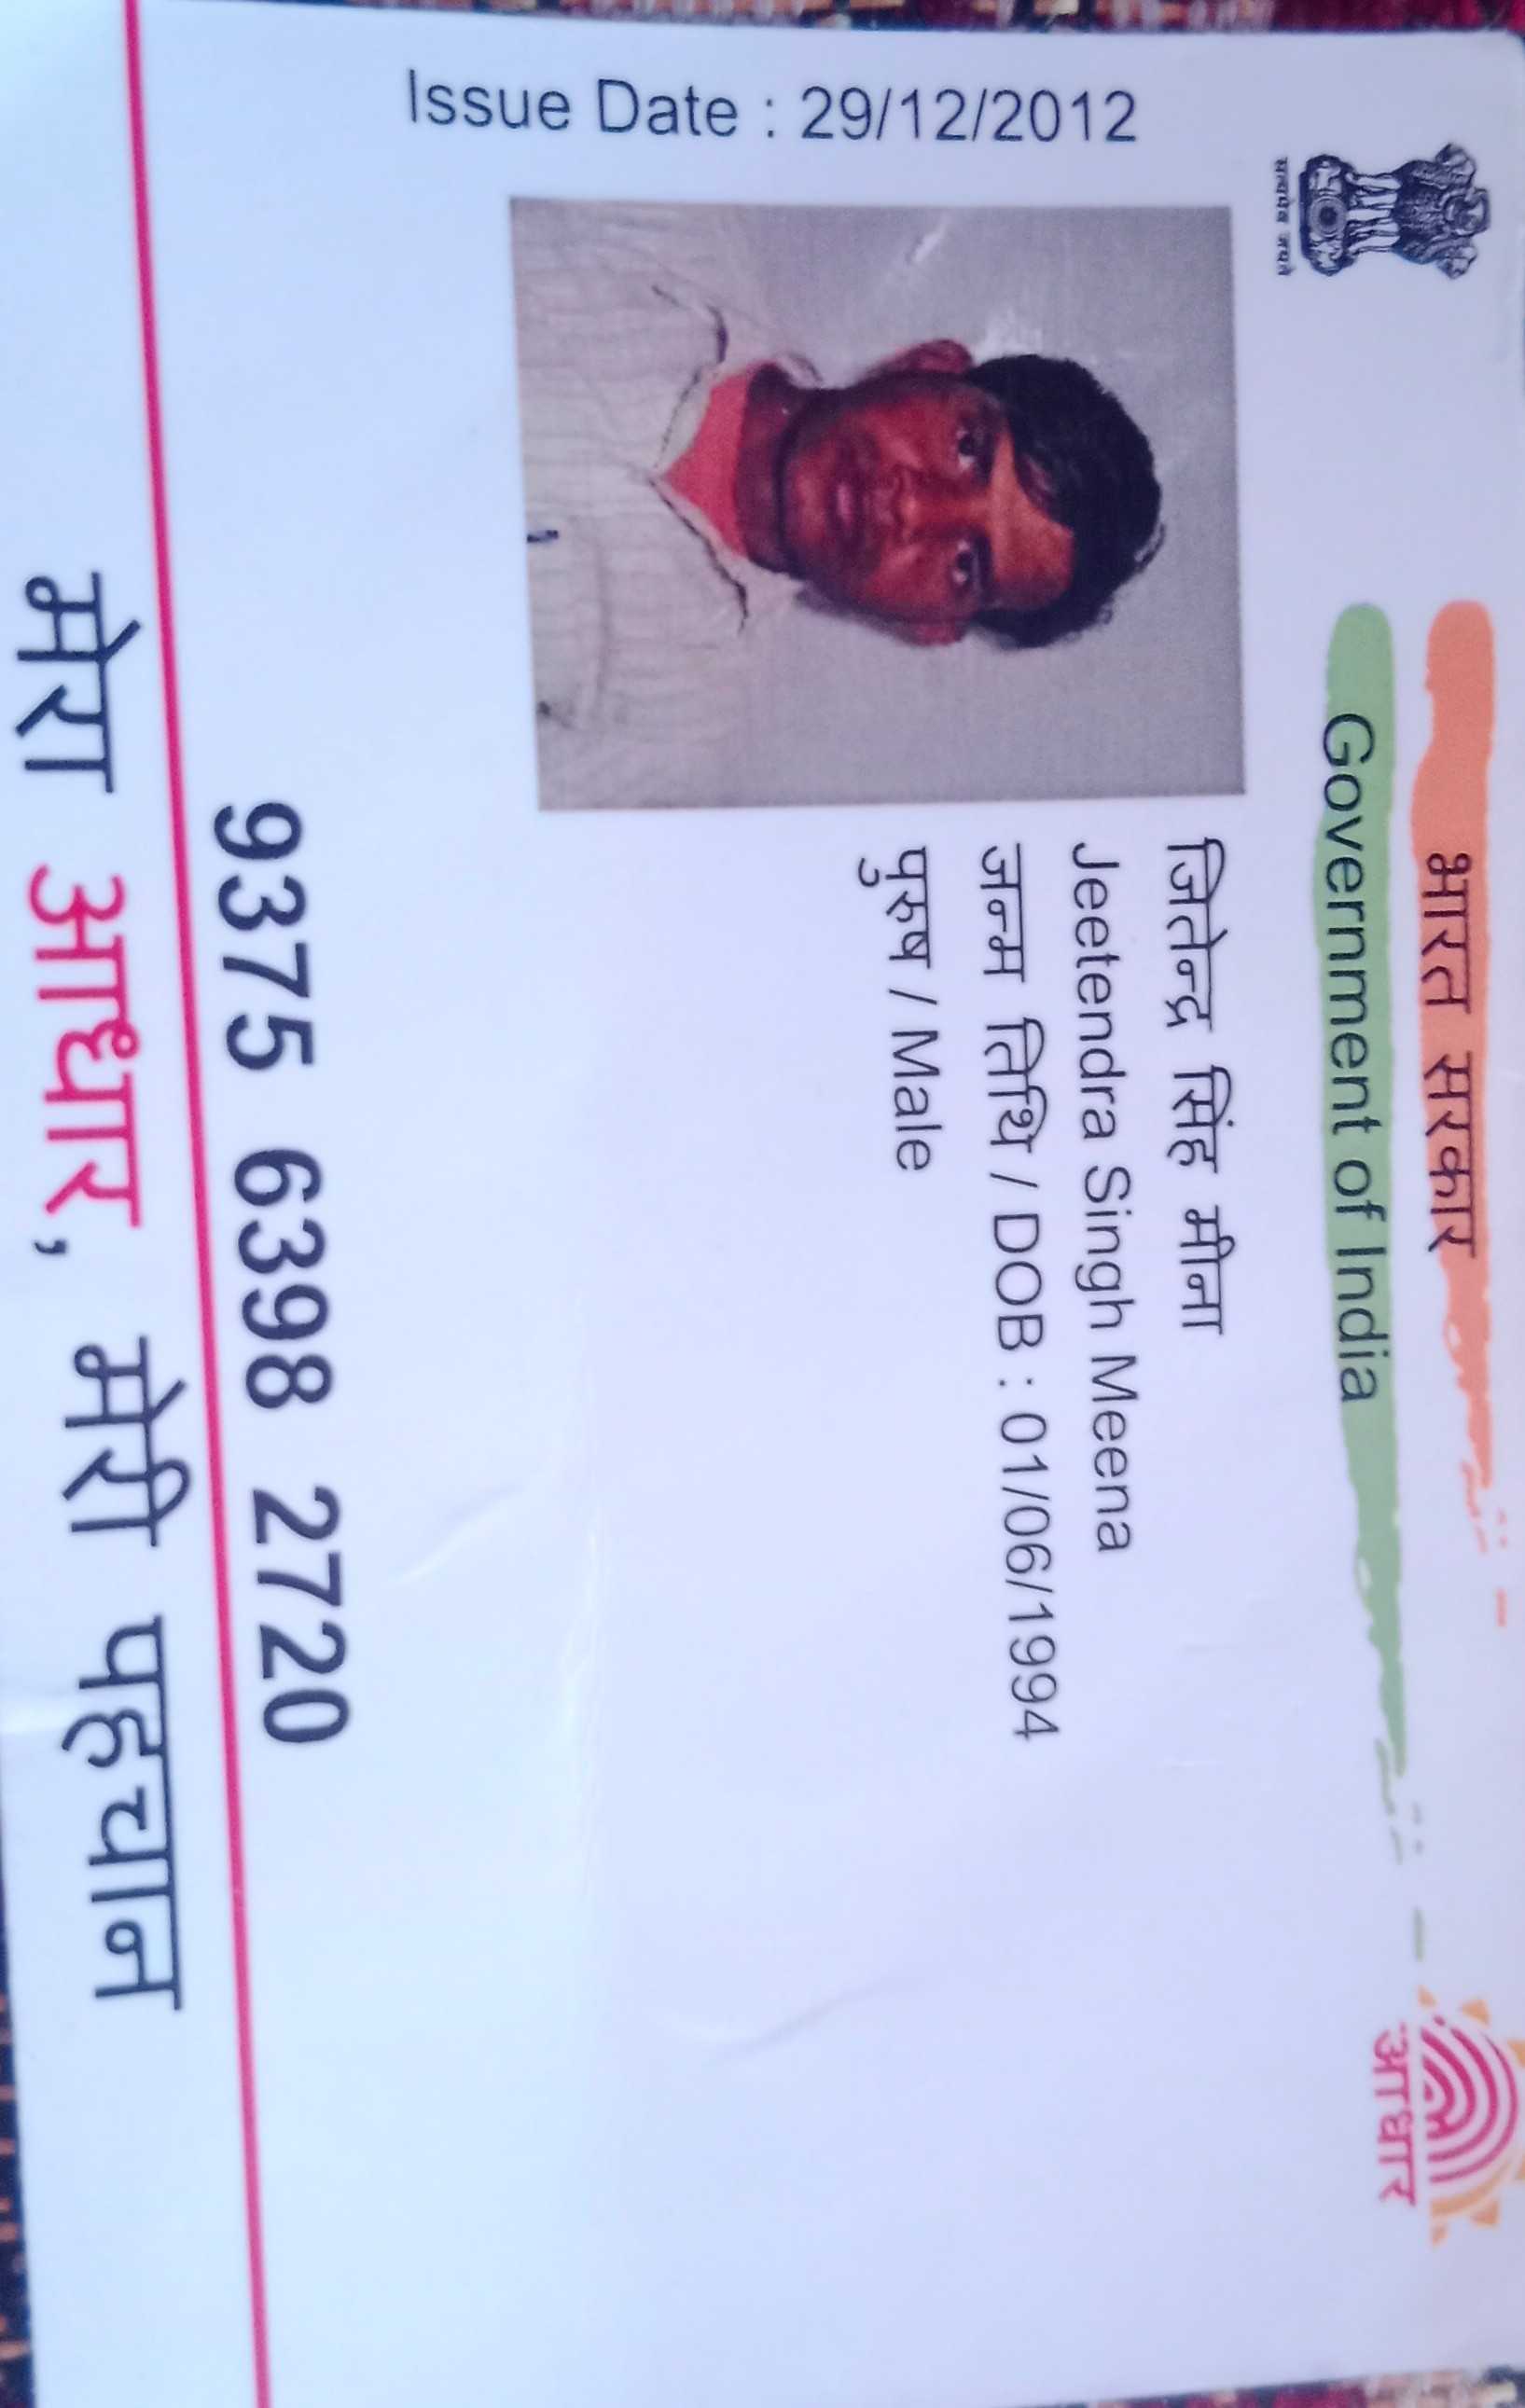 भारत सरकार
Government of India
सत्यमेव जयते
आधार
Issue Date : 29/12/2012
जितेन्द्र सिंह मीना
Jeetendra Singh Meena
जन्म तिथि / DOB : 01/06/1994
पुरुष / Male
9375 6398 2720
मेरा आधार, मेरी पहचान